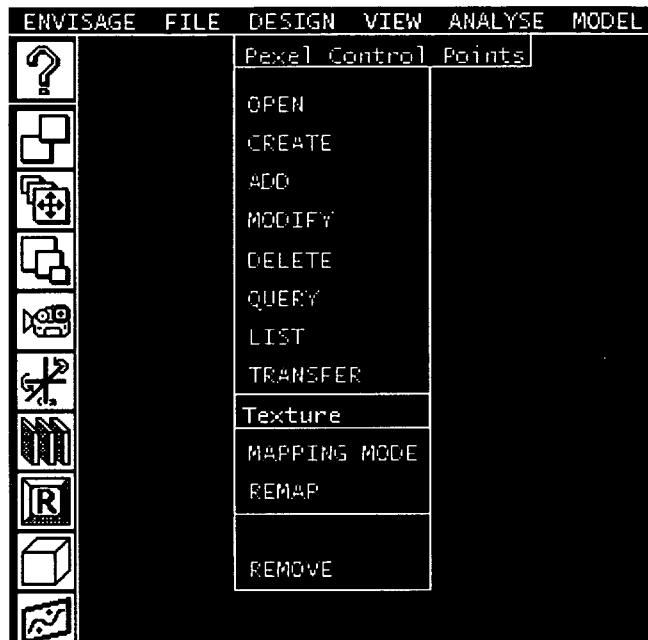 ENVISAGE FILE DESIGN VIEW ANALYSE MODEL
Pexel Control Points
OPEN
CREATE
ADD
MODIFY
DELETE
QUERY
LIST
TRANSFER
Texture
MAPPING MODE
REMAP
REMOVE
R